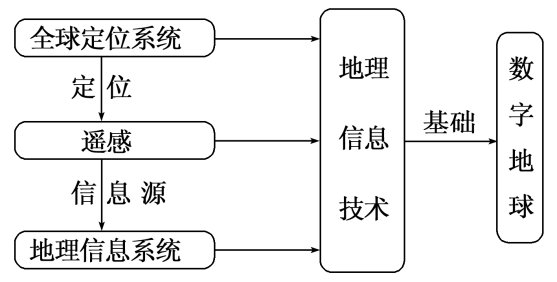 全球定位系统
定位
遥感
信息源
地理信息系统
地理
信息
技术
基础
数
字
地
球